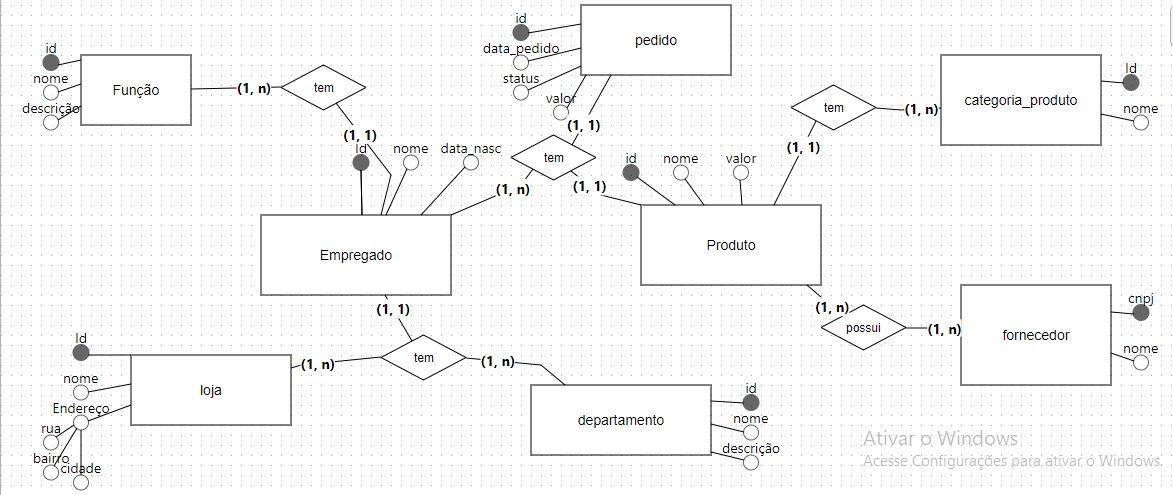 id
pedido
data_pedido
status
valor
id
nome
descrição
Função
(1, n)
tem
(1, 1)
(1, 1)
tem
(1, n)
(1, 1)
tem
(1, n)
(1, 1)
categoria_produto
Id
nome
Id
nome
data_nasc
Empregado
id
nome
valor
Produto
(1, n)
possui
(1, n)
fornecedor
cnpj
nome
(1, 1)
tem
(1, n)
(1, n)
Id
nome
Endereço
rua
bairro
cidade
loja
departamento
id
nome
descrição
Ativar o Windows
Acesse Configurações para ativar o Windows.